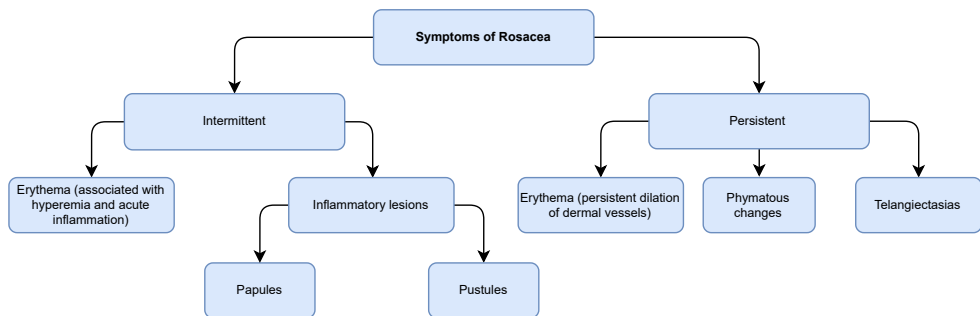 Symptoms of Rosacea
Intermittent
Persistent
Erythema (associated with
hyperemia and acute
inflammation)
Inflammatory lesions
Erythema (persistent dilation
of dermal vessels)
Phymatous
changes
Telangiectasias
Papules
Pustules